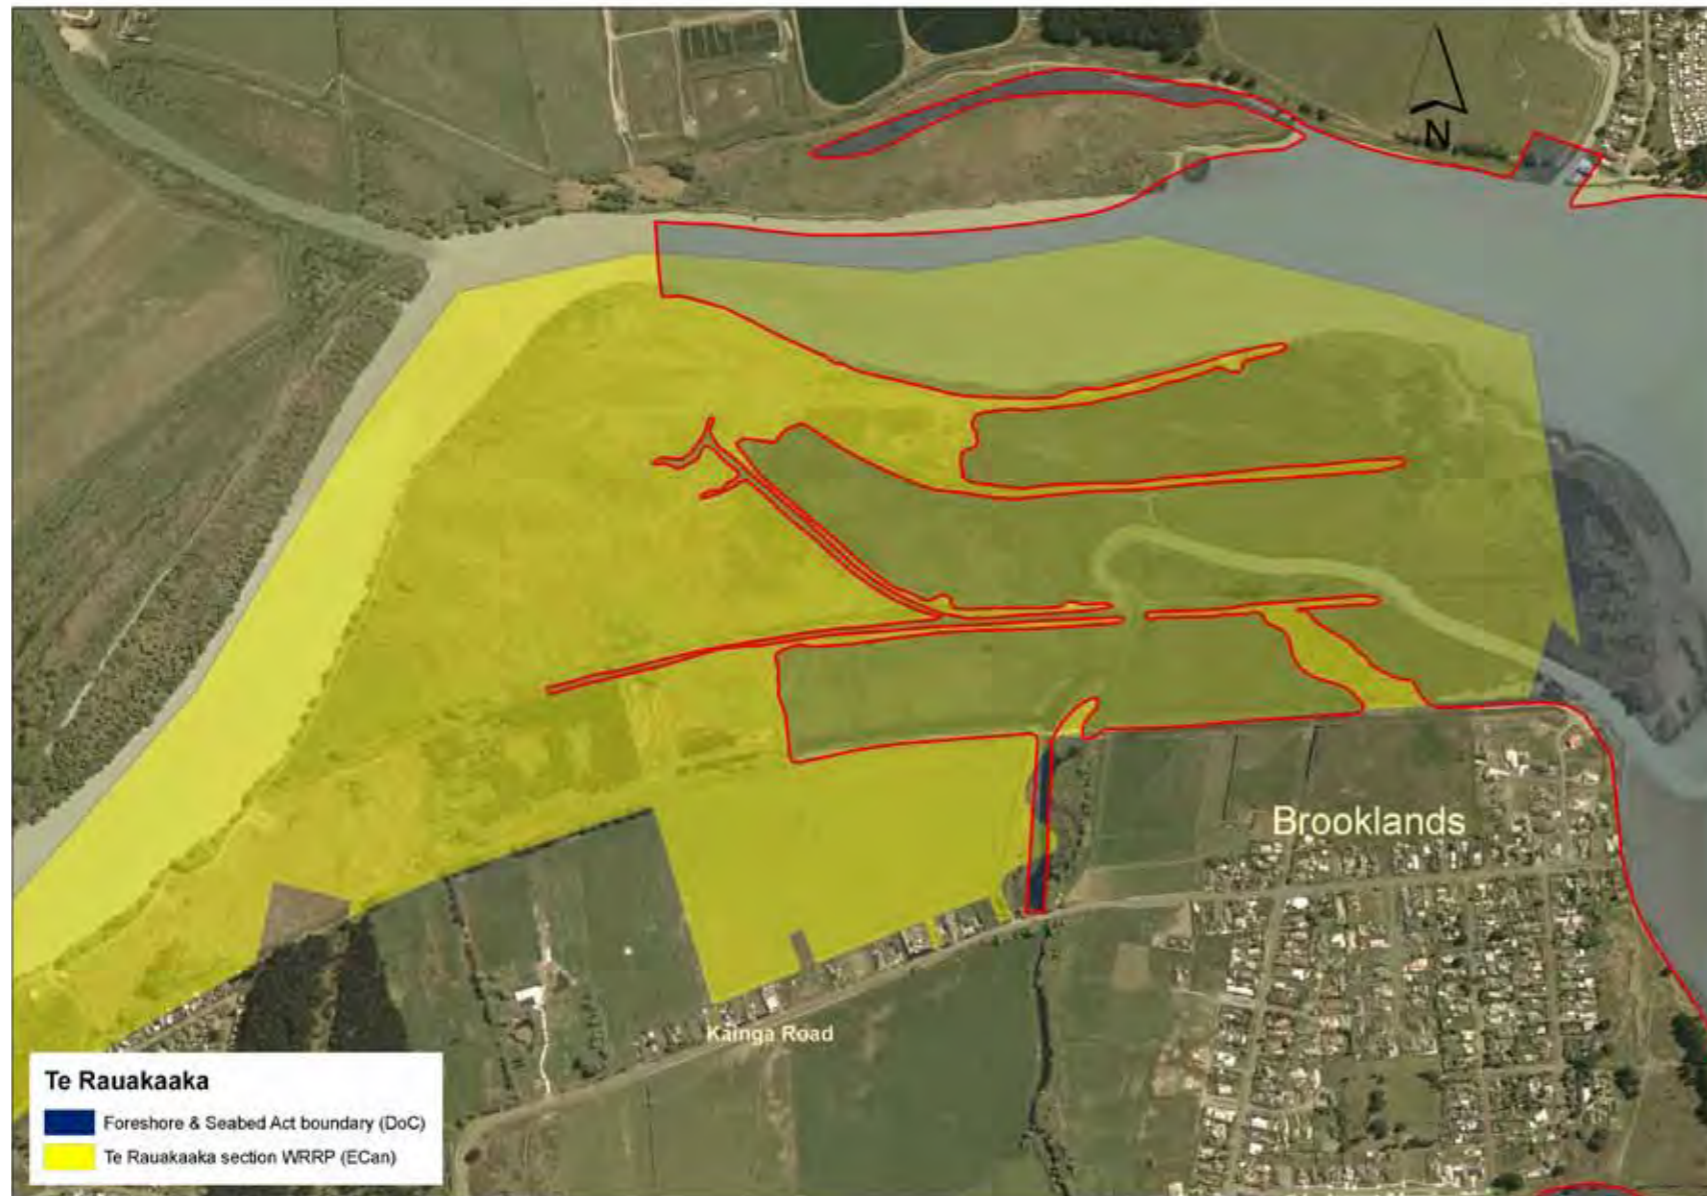 N
Brooklands
Kainga Road
Te Rauakaaka
Foreshore & Seabed Act boundary (DoC)
Te Rauakaaka section WRRP (ECan)